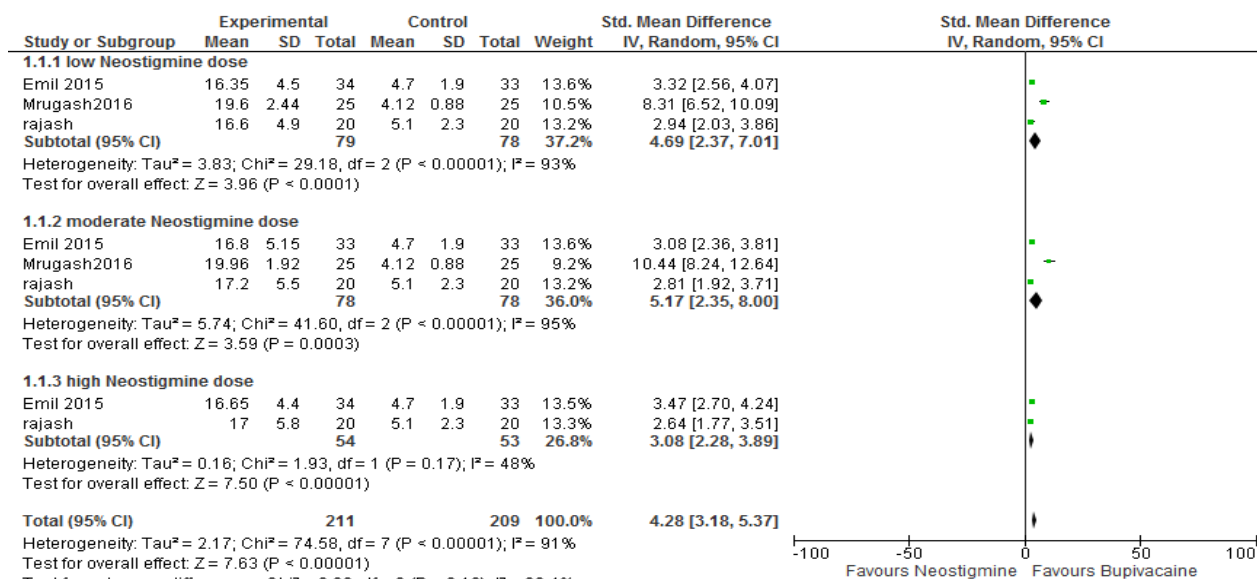 Experimental Control Std. Mean Difference Std. Mean Difference
Study or Subgroup Mean SD Total Mean SD Total Weight IV, Random, 95% CI IV, Random, 95% CI
1.1.1 low Neostigmine dose
Emil 2015 16.35 4.5 34 4.7 1.9 33 13.6% 3.32 [2.56, 4.07]
Mrugash2016 19.6 2.44 25 4.12 0.88 25 10.5% 8.31 [6.52, 10.09]
rajash 16.6 4.9 20 5.1 2.3 20 13.2% 2.94 [2.03, 3.86]
Subtotal (95% CI) 79 78 37.2% 4.69 [2.37, 7.01]
Heterogeneity: Tau² = 3.83; Chi² = 29.18, df = 2 (P < 0.00001); I² = 93%
Test for overall effect: Z = 3.96 (P < 0.0001)
1.1.2 moderate Neostigmine dose
Emil 2015 16.8 5.15 33 4.7 1.9 33 13.6% 3.08 [2.36, 3.81]
Mrugash2016 19.96 1.92 25 4.12 0.88 25 9.2% 10.44 [8.24, 12.64]
rajash 17.2 5.5 20 5.1 2.3 20 13.2% 2.81 [1.92, 3.71]
Subtotal (95% CI) 78 78 36.0% 5.17 [2.35, 8.00]
Heterogeneity: Tau² = 5.74; Chi² = 41.60, df = 2 (P < 0.00001); I² = 95%
Test for overall effect: Z = 3.59 (P = 0.0003)
1.1.3 high Neostigmine dose
Emil 2015 16.65 4.4 34 4.7 1.9 33 13.5% 3.47 [2.70, 4.24]
rajash 17 5.8 20 5.1 2.3 20 13.3% 2.64 [1.77, 3.51]
Subtotal (95% CI) 54 53 26.8% 3.08 [2.28, 3.89]
Heterogeneity: Tau² = 0.16; Chi² = 1.93, df = 1 (P = 0.17); I² = 48%
Test for overall effect: Z = 7.50 (P < 0.00001)
Total (95% CI) 211 209 100.0% 4.28 [3.18, 5.37]
Heterogeneity: Tau² = 2.17; Chi² = 74.58, df = 7 (P < 0.00001); I² = 91%
Test for overall effect: Z = 7.63 (P < 0.00001)
-100 -50 0 50 100
Favours Neostigmine Favours Bupivacaine